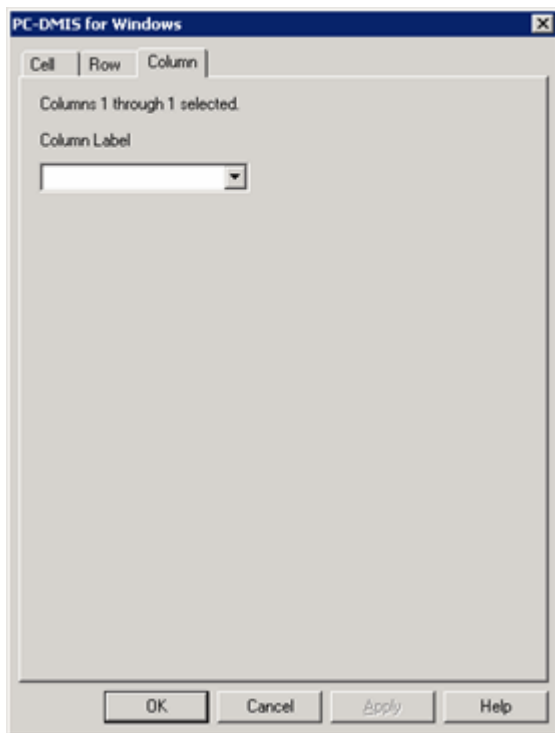 PC-DMIS for Windows
Cell Row Column
Columns 1 through 1 selected.
Column Label
OK Cancel Apply Help